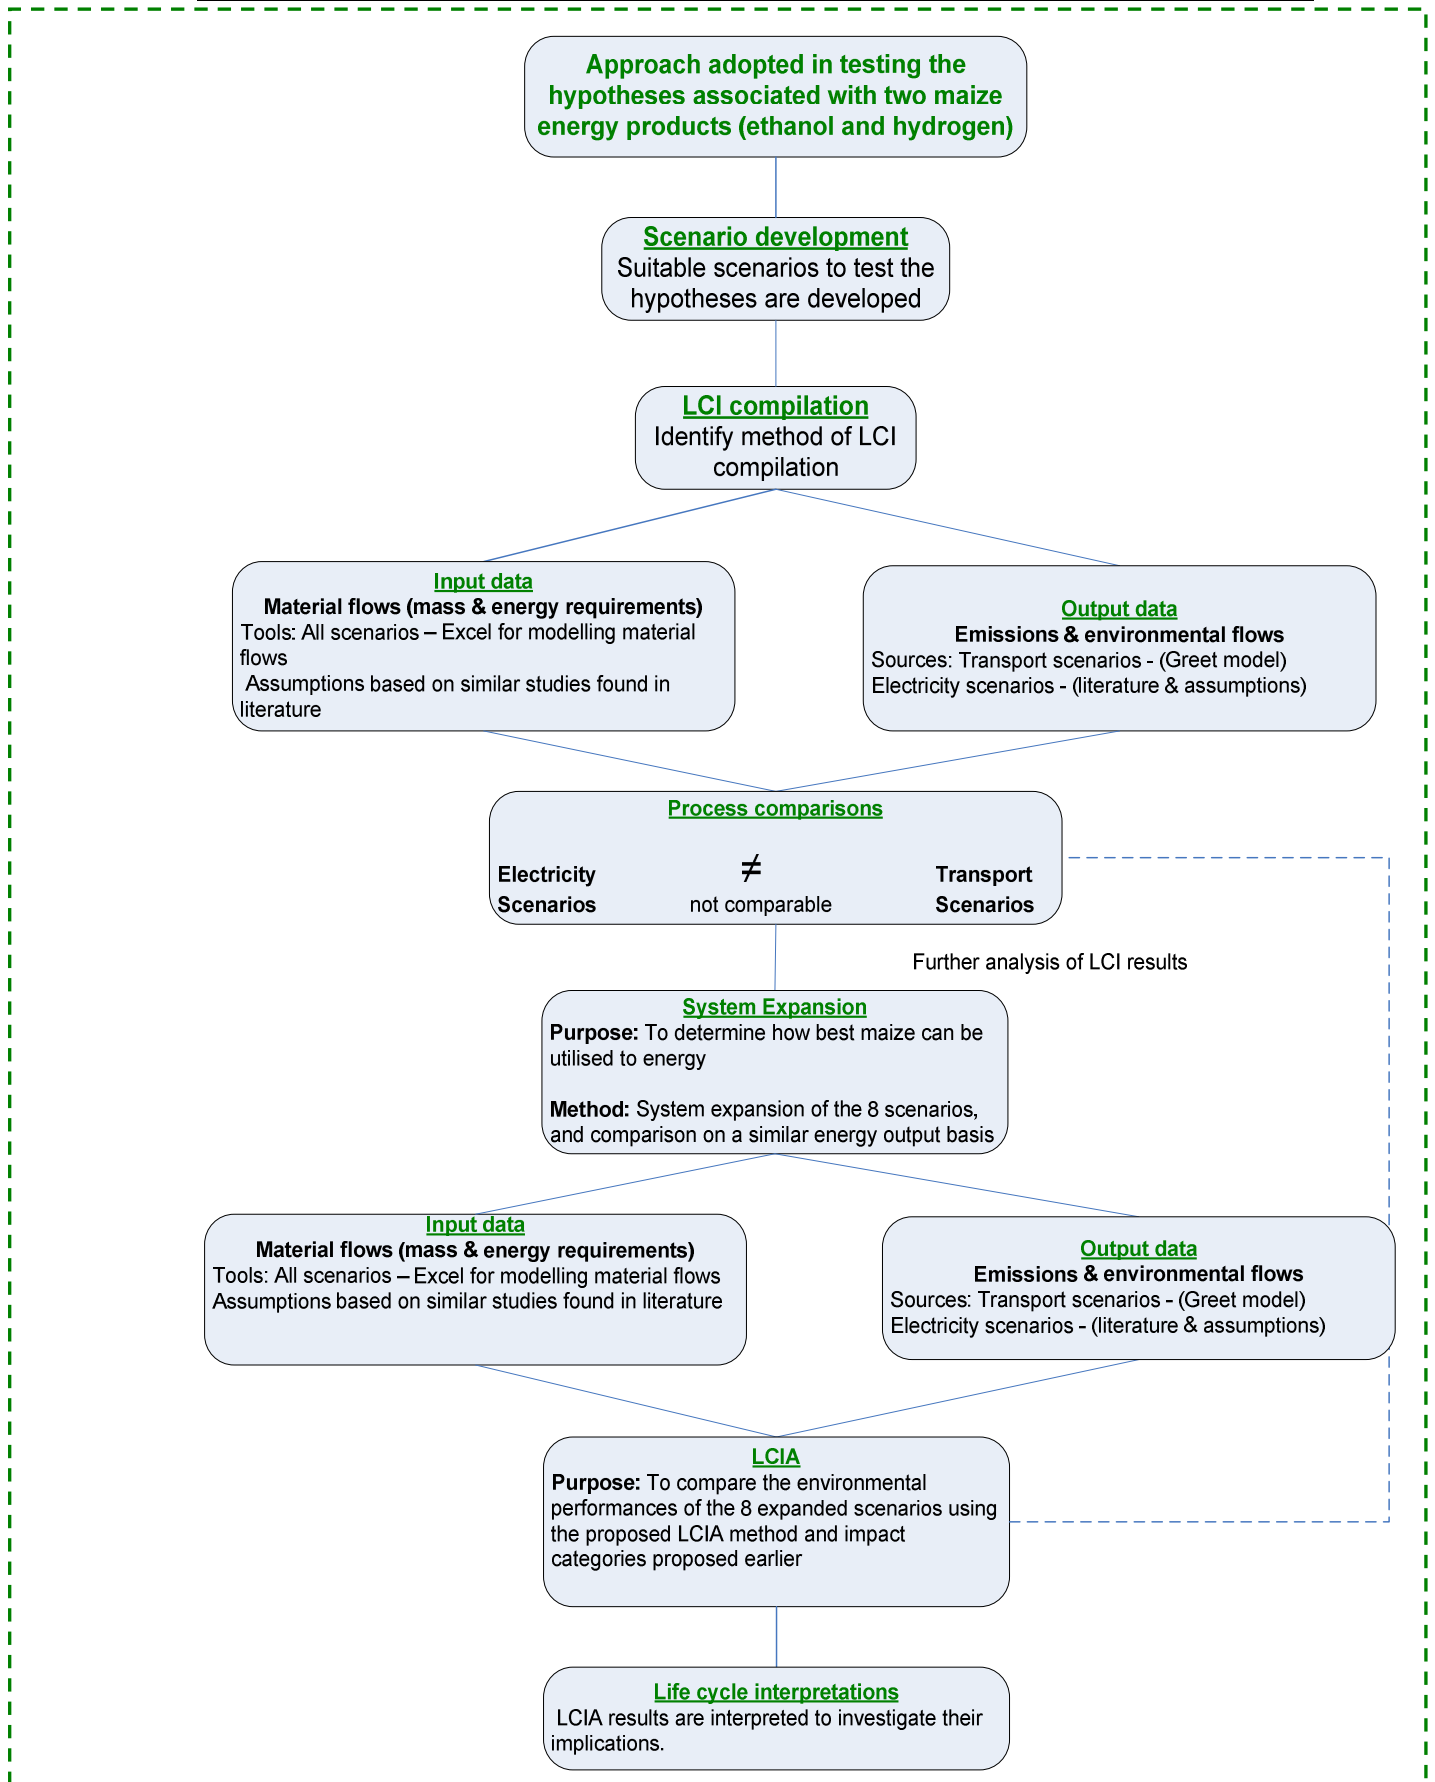 Approach adopted in testing the
hypotheses associated with two maize
energy products (ethanol and hydrogen)
Scenario development
Suitable scenarios to test the
hypotheses are developed
LCI compilation
Identify method of LCI
compilation
Input data
Material flows (mass & energy requirements)
Tools: All scenarios – Excel for modelling material
flows
Assumptions based on similar studies found in
literature
Output data
Emissions & environmental flows
Sources: Transport scenarios - (Greet model)
Electricity scenarios - (literature & assumptions)
Process comparisons
Electricity ≠ Transport
Scenarios not comparable Scenarios
Further analysis of LCI results
System Expansion
Purpose: To determine how best maize can be
utilised to energy
Method: System expansion of the 8 scenarios,
and comparison on a similar energy output basis
Input data
Material flows (mass & energy requirements)
Tools: All scenarios – Excel for modelling material flows
Assumptions based on similar studies found in literature
Output data
Emissions & environmental flows
Sources: Transport scenarios - (Greet model)
Electricity scenarios - (literature & assumptions)
LCIA
Purpose: To compare the environmental
performances of the 8 expanded scenarios using
the proposed LCIA method and impact
categories proposed earlier
Life cycle interpretations
LCIA results are interpreted to investigate their
implications.